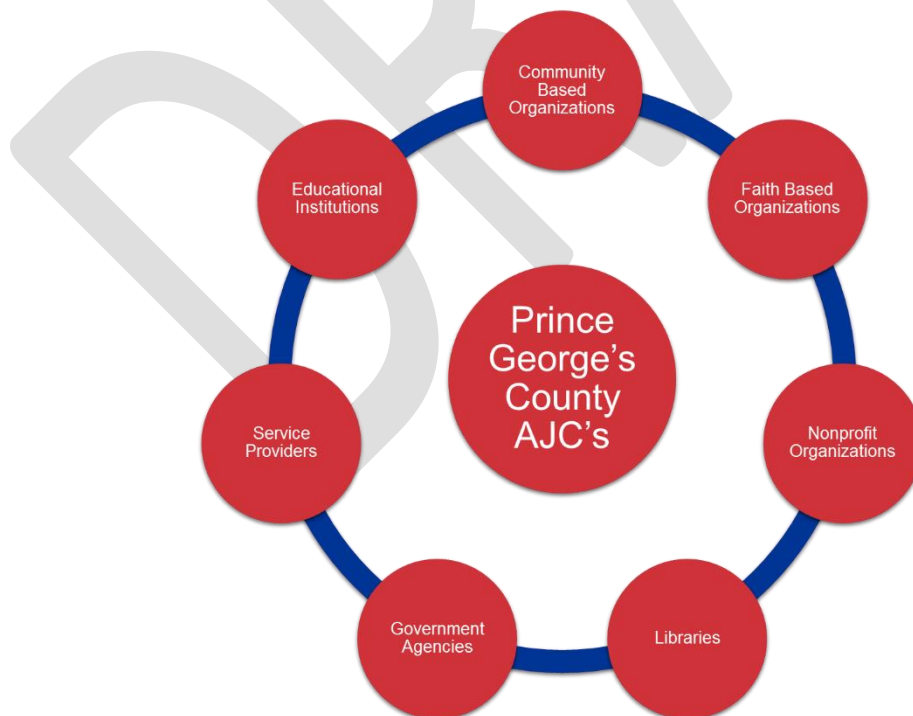 Community
Based
Organizations
Faith Based
Organizations
Nonprofit
Organizations
Libraries
Government
Agencies
Service
Providers
Educational
Institutions
Prince
George’s
County
AJC’s